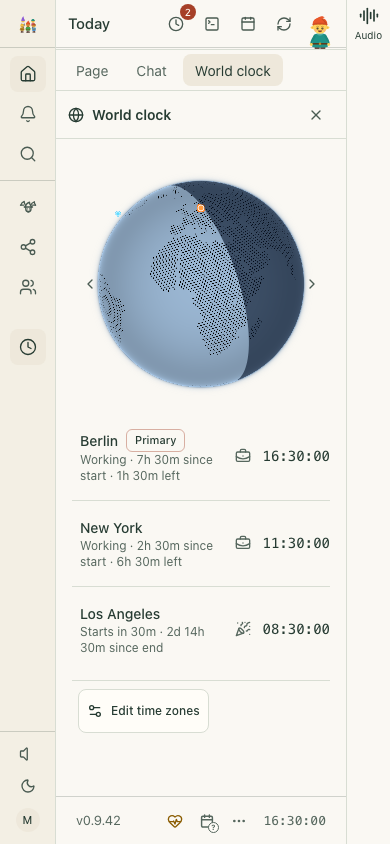 Today
2
Audio
Page
Chat
World clock
World clock
Berlin
Primary
Working · 7h 30m since
start · 1h 30m left
16:30:00
New York
Working · 2h 30m since
start · 6h 30m left
11:30:00
Los Angeles
Starts in 30m · 2d 14h
30m since end
08:30:00
Edit time zones
M
v0.9.42
?
16:30:00